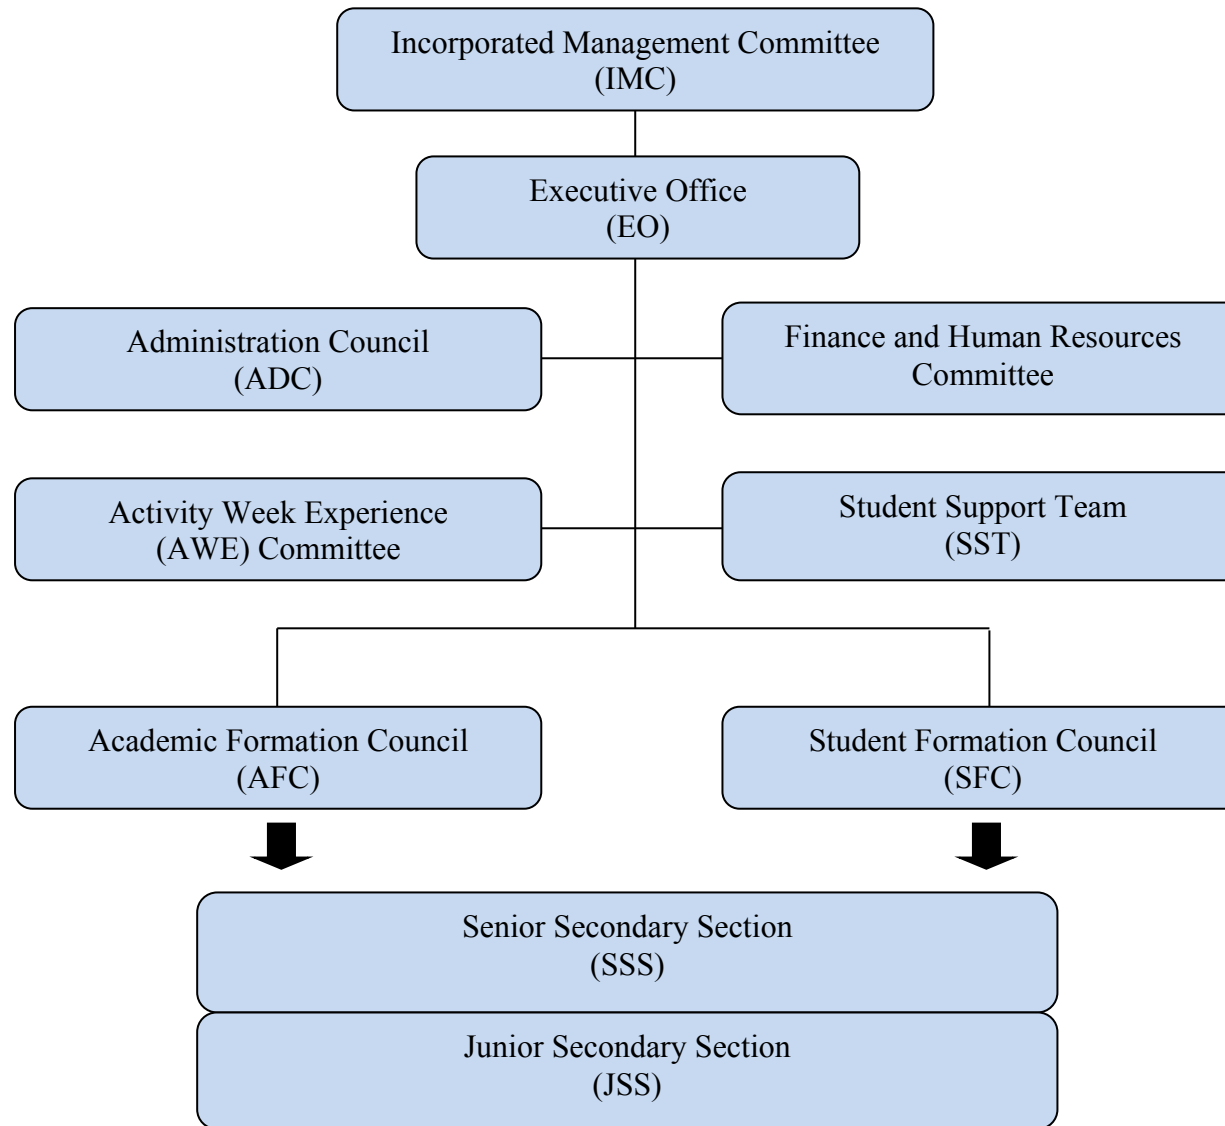 Incorporated Management Committee
(IMC)
Executive Office
(EO)
Administration Council
(ADC)
Finance and Human Resources
Committee
Activity Week Experience
(AWE) Committee
Student Support Team
(SST)
Academic Formation Council
(AFC)
Student Formation Council
(SFC)
Senior Secondary Section
(SSS)
Junior Secondary Section
(JSS)